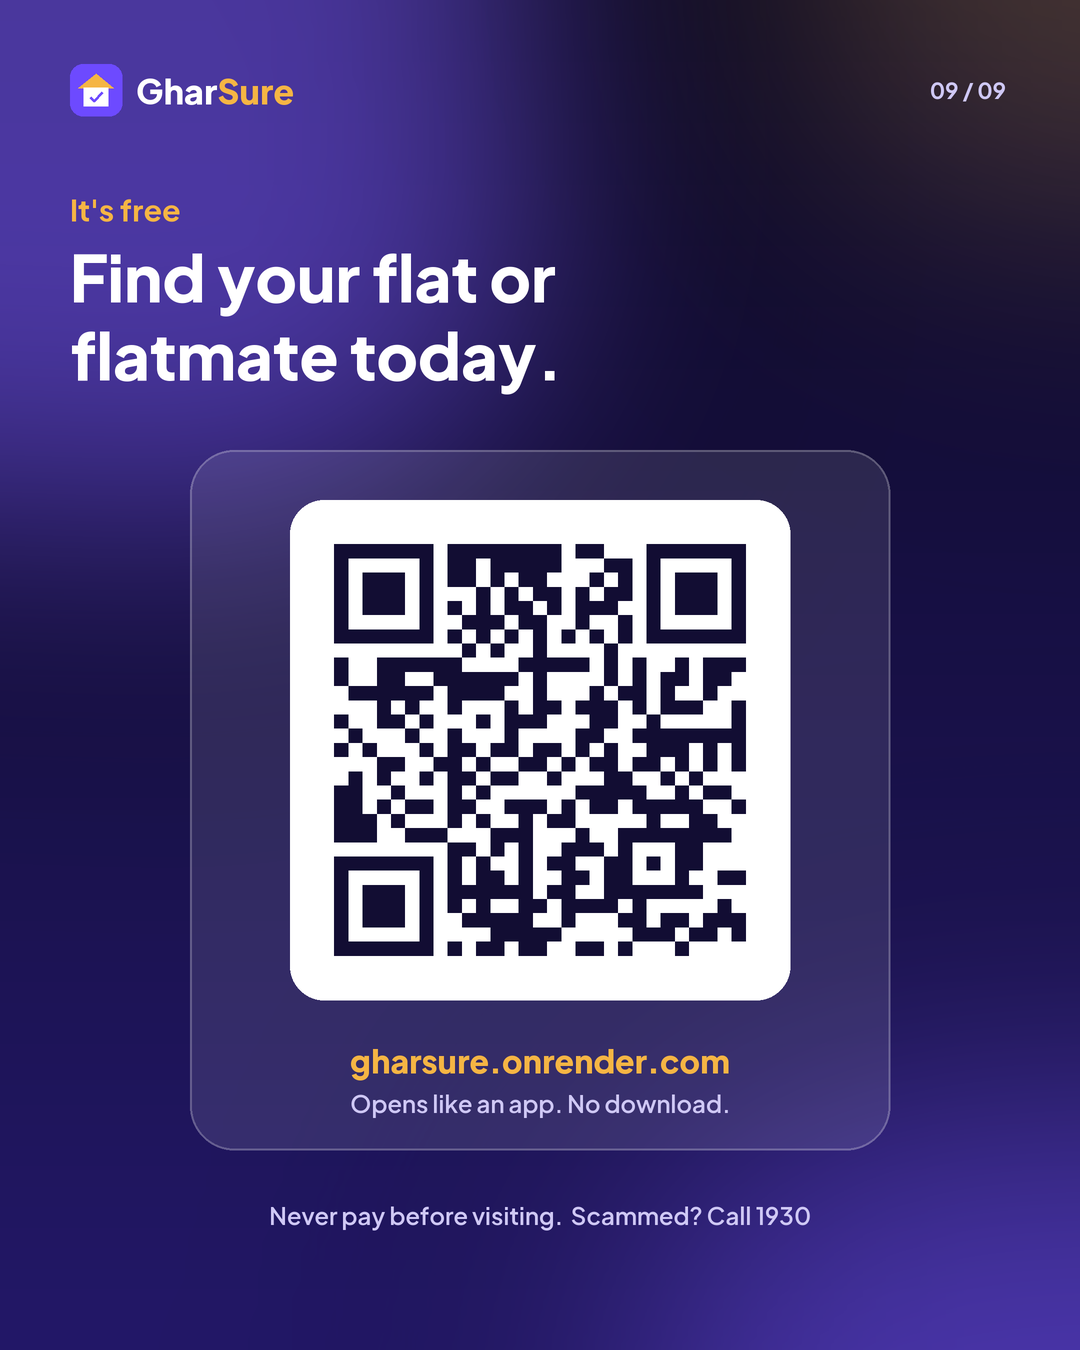 GharSure
09 / 09
It's free
Find your flat or
flatmate today.
gharsure.onrender.com
Opens like an app. No download.
Never pay before visiting. Scammed? Call 1930